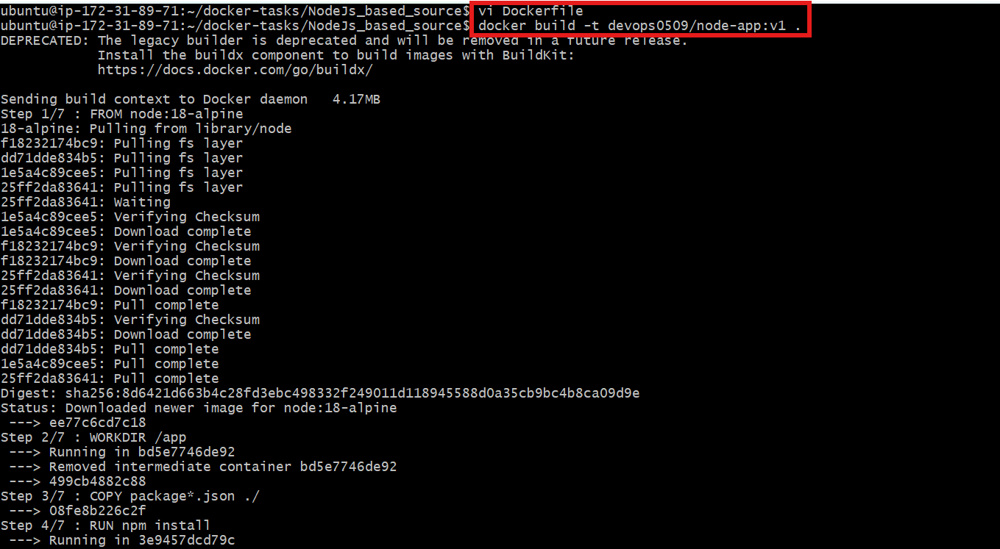 ubuntu@ip-172-31-89-71:~/docker-tasks/NodeJs_based_source$ vi Dockerfile
ubuntu@ip-172-31-89-71:~/docker-tasks/NodeJs_based_source$ docker build -t devops0509/node-app:v1 .
DEPRECATED: The legacy builder is deprecated and will be removed in a future release.
            Install the buildx component to build images with BuildKit:
            https://docs.docker.com/go/buildx/

Sending build context to Docker daemon   4.17MB
Step 1/7 : FROM node:18-alpine
18-alpine: Pulling from library/node
f18232174bc9: Pulling fs layer
dd71dde834b5: Pulling fs layer
1e5a4c89cee5: Pulling fs layer
25ff2da83641: Pulling fs layer
25ff2da83641: Waiting
1e5a4c89cee5: Verifying Checksum
1e5a4c89cee5: Download complete
f18232174bc9: Verifying Checksum
f18232174bc9: Download complete
25ff2da83641: Verifying Checksum
25ff2da83641: Download complete
f18232174bc9: Pull complete
dd71dde834b5: Verifying Checksum
dd71dde834b5: Download complete
dd71dde834b5: Pull complete
1e5a4c89cee5: Pull complete
25ff2da83641: Pull complete
Digest: sha256:8d6421d663b4c28fd3ebc498332f249011d118945588d0a35cb9bc4b8ca09d9e
Status: Downloaded newer image for node:18-alpine
 ---> ee77c6cd7c18
Step 2/7 : WORKDIR /app
 ---> Running in bd5e7746de92
 ---> Removed intermediate container bd5e7746de92
 ---> 499cb4882c88
Step 3/7 : COPY package*.json ./
 ---> 08fe8b226c2f
Step 4/7 : RUN npm install
 ---> Running in 3e9457dcd79c